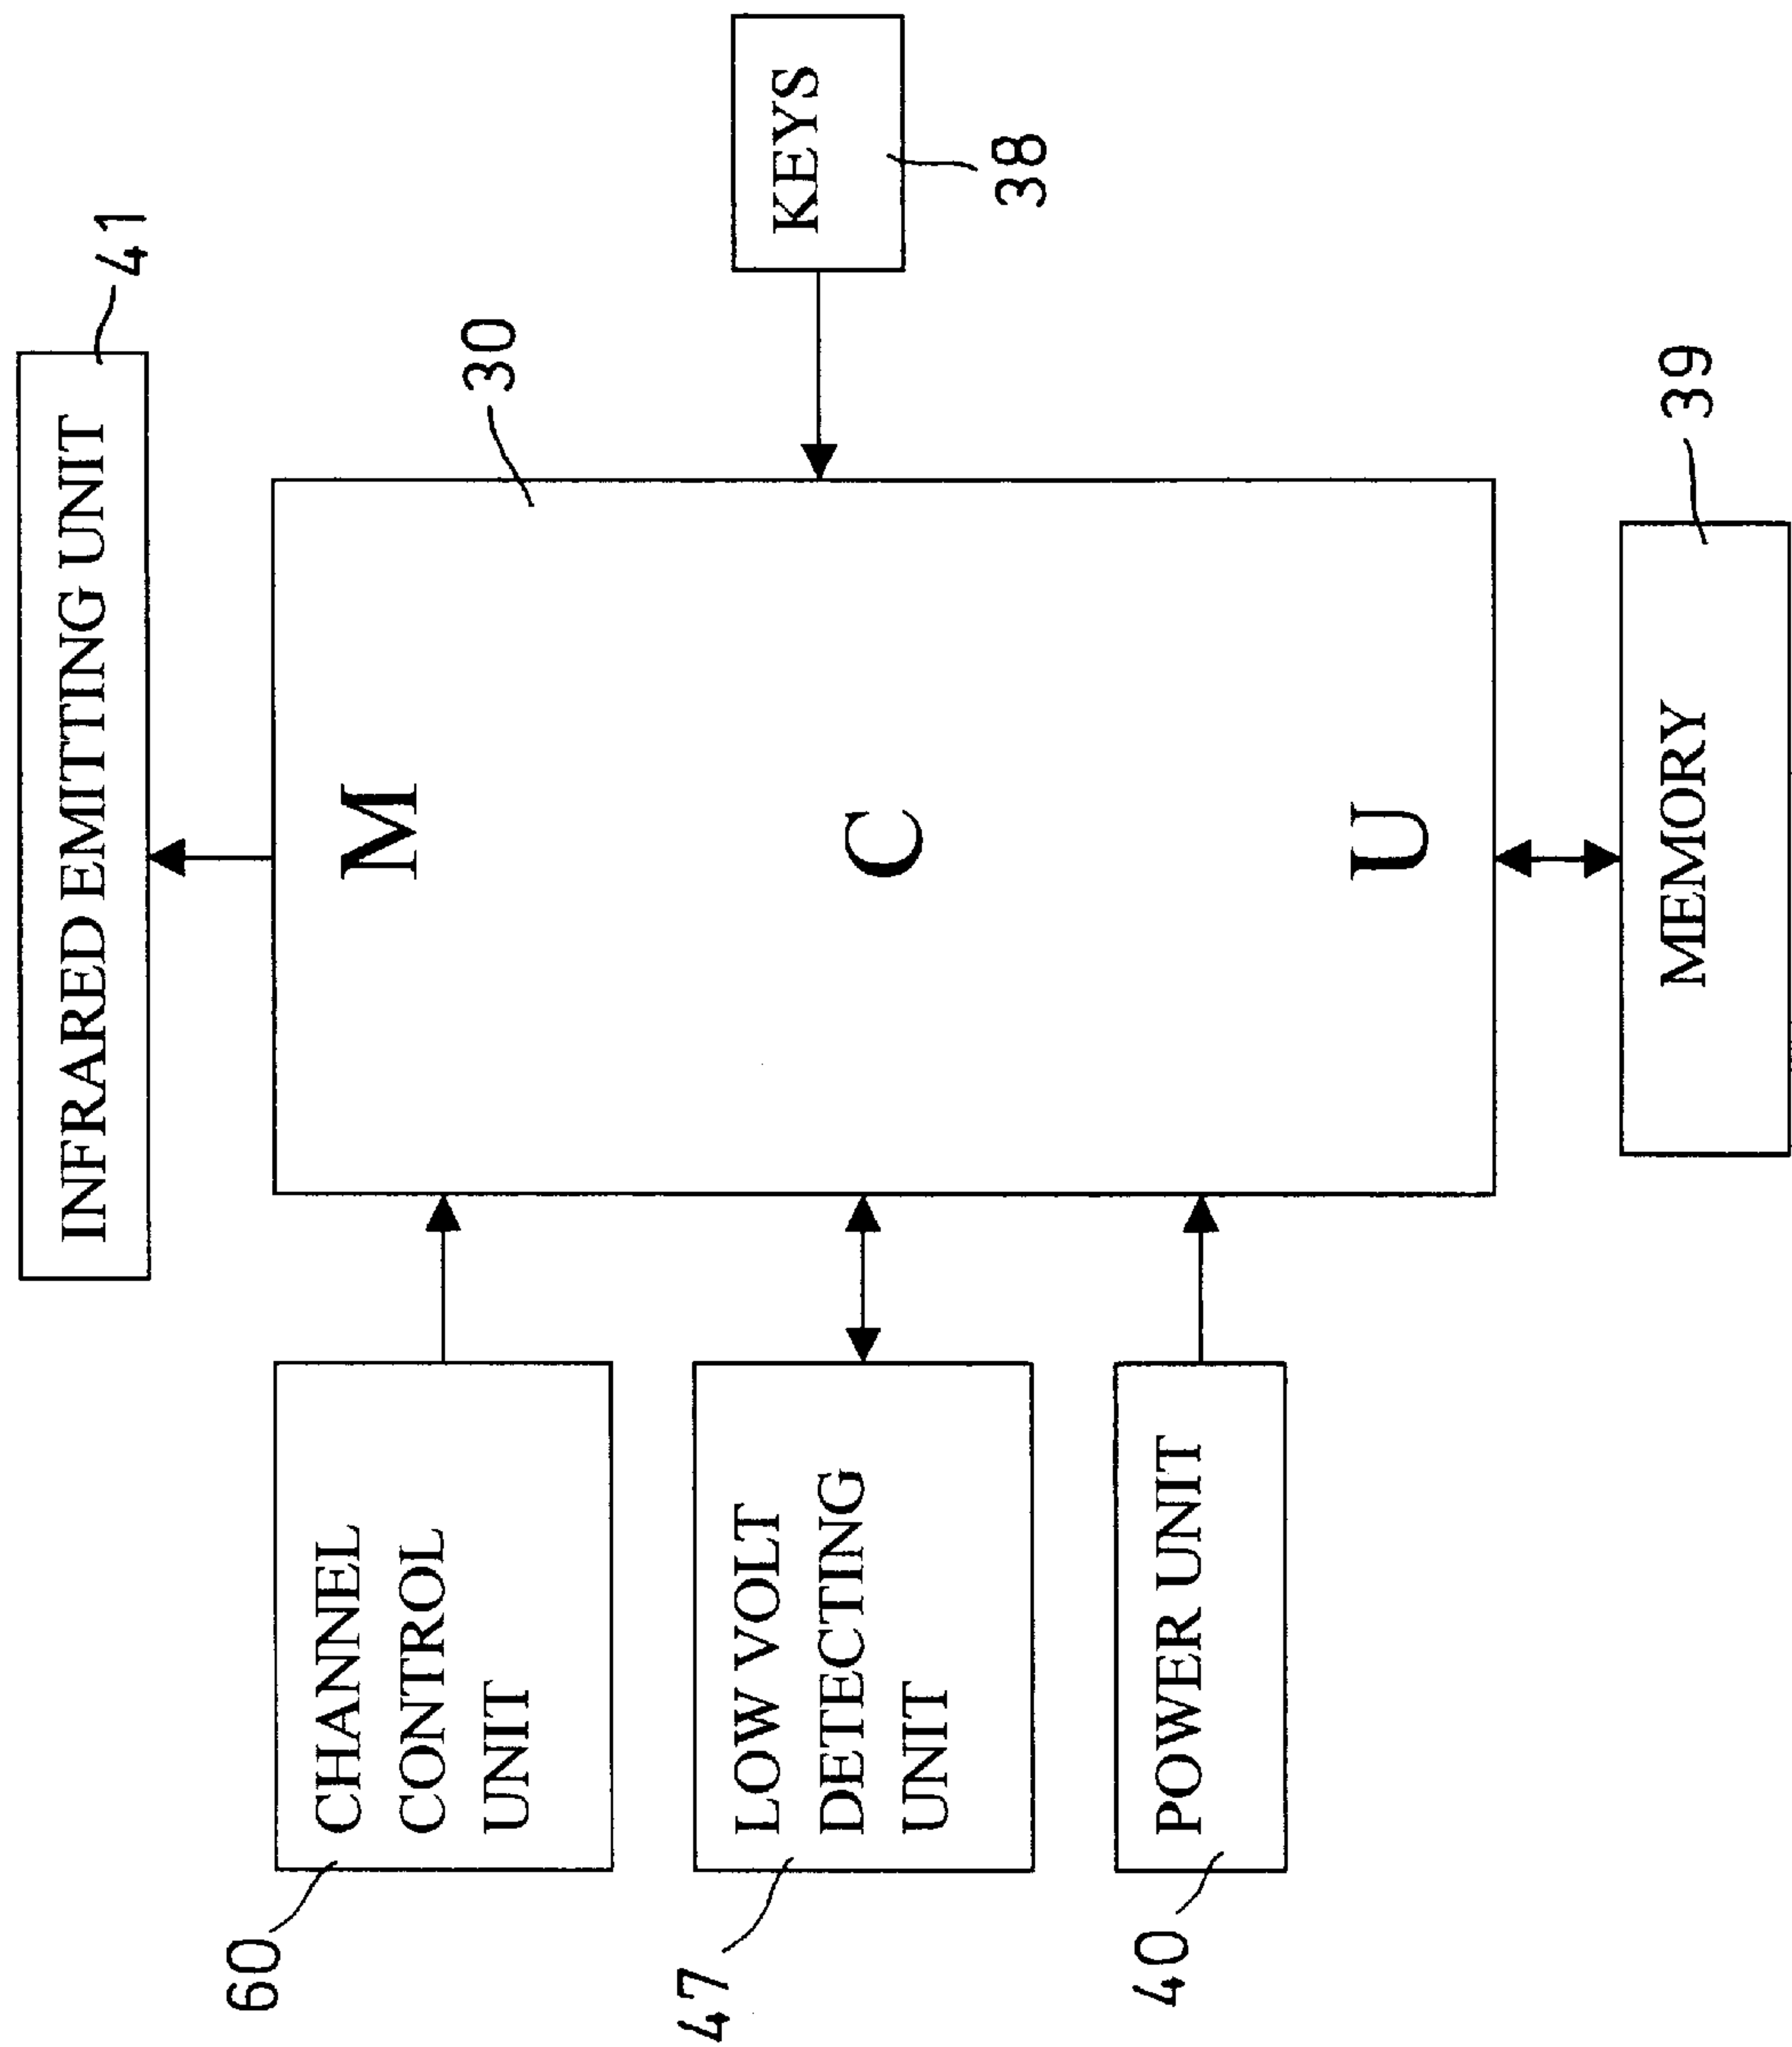 INFRARED EMITTING UNIT
41
CHANNEL
CONTROL
UNIT
60
M
C
U
30
LOW VOLT
DETECTING
UNIT
47
KEYS
38
POWER UNIT
40
MEMORY
39